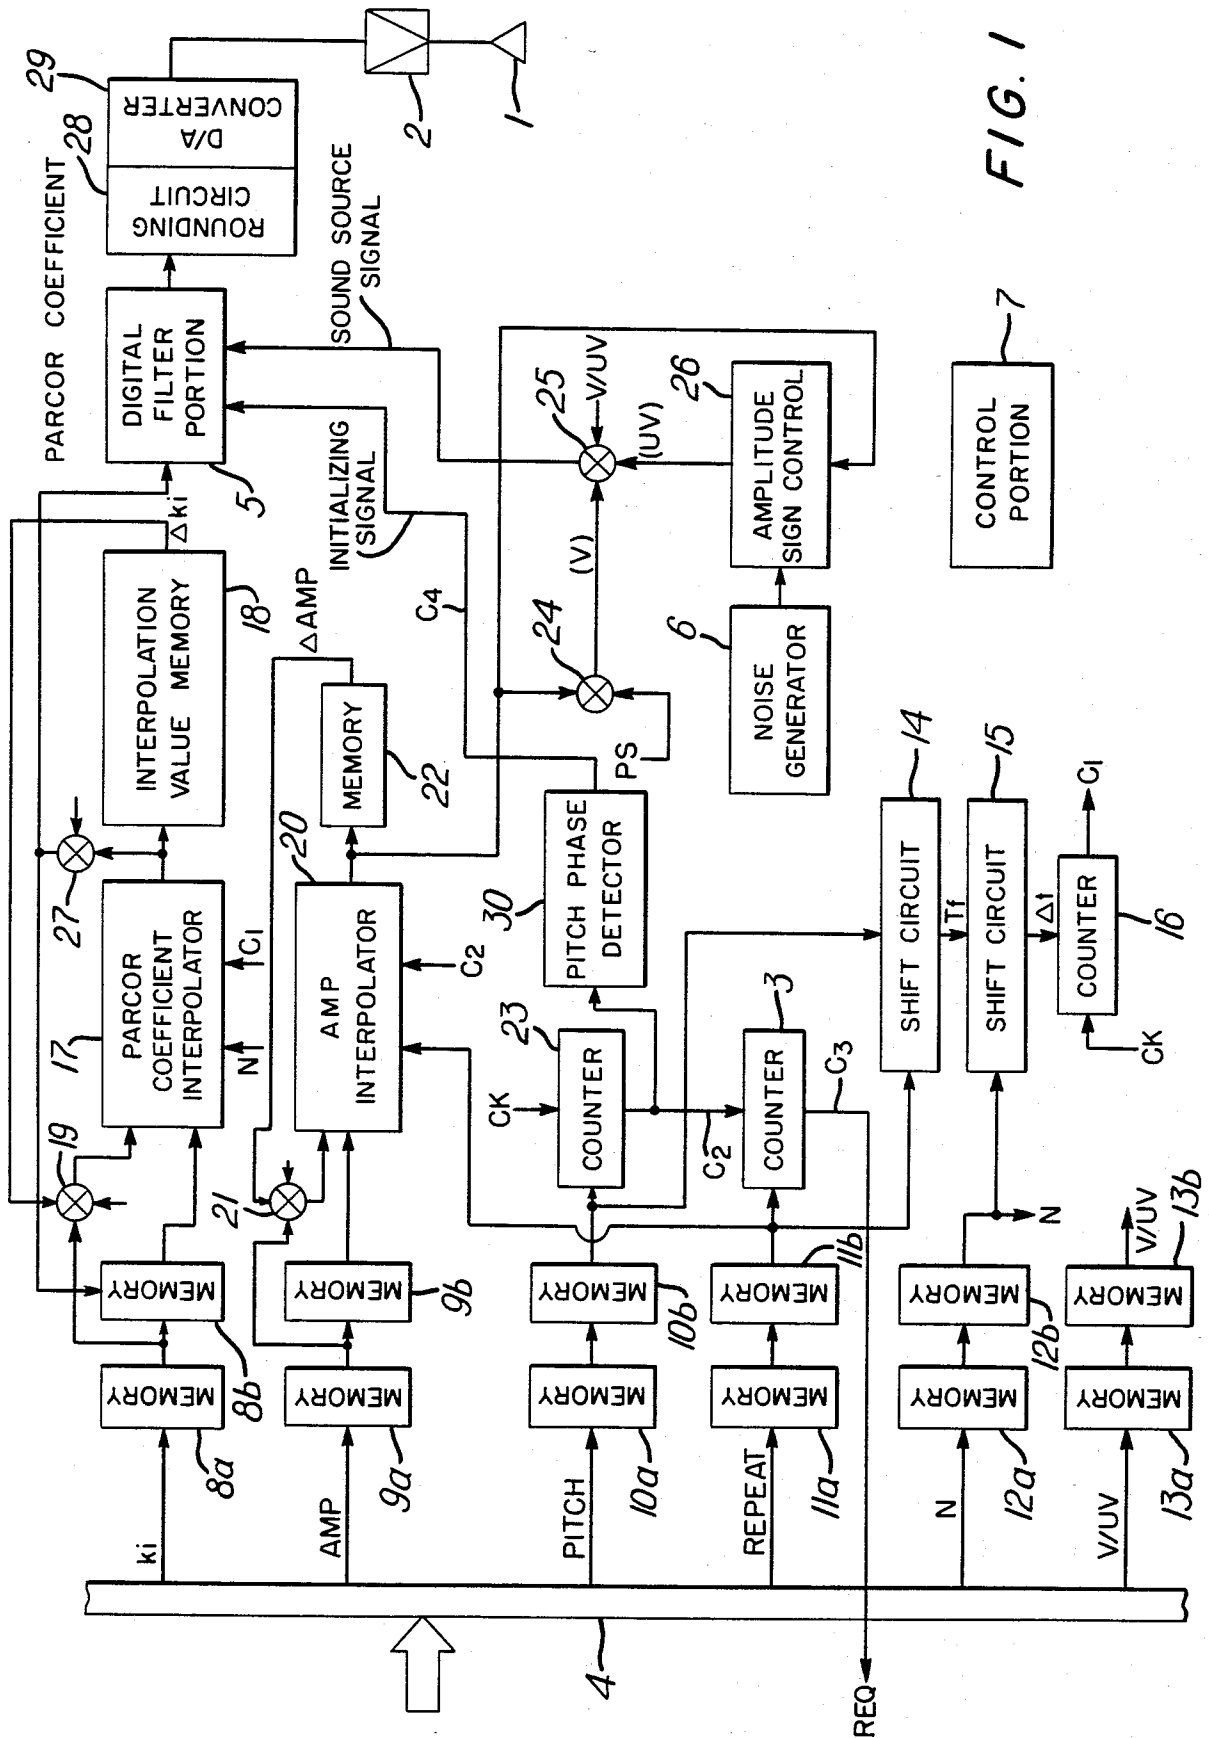 FIG. 1
PARCOR COEFFICIENT
29
28
D/A
CONVERTER
ROUNDING
CIRCUIT
2
1
DIGITAL
FILTER
PORTION
5
SOUND SOURCE
SIGNAL
INITIALIZING
SIGNAL
C4
Δki
INTERPOLATION
VALUE MEMORY
18
27
PARCOR
COEFFICIENT
INTERPOLATOR
17
N
C1
19
MEMORY
8b
MEMORY
8a
ki
ΔAMP
MEMORY
22
20
AMP
INTERPOLATOR
C2
21
MEMORY
9b
MEMORY
9a
AMP
25
V/UV
(V)
(UV)
24
PS
26
AMPLITUDE
SIGN CONTROL
6
NOISE
GENERATOR
7
CONTROL
PORTION
30
PITCH PHASE
DETECTOR
23
CK
COUNTER
C2
3
COUNTER
C3
MEMORY
10b
MEMORY
10a
PITCH
MEMORY
11b
MEMORY
11a
REPEAT
14
SHIFT CIRCUIT
Tf
15
SHIFT CIRCUIT
Δt
COUNTER
16
C1
CK
MEMORY
12b
MEMORY
12a
N
N
MEMORY
13b
MEMORY
13a
V/UV
V/UV
4
REQ